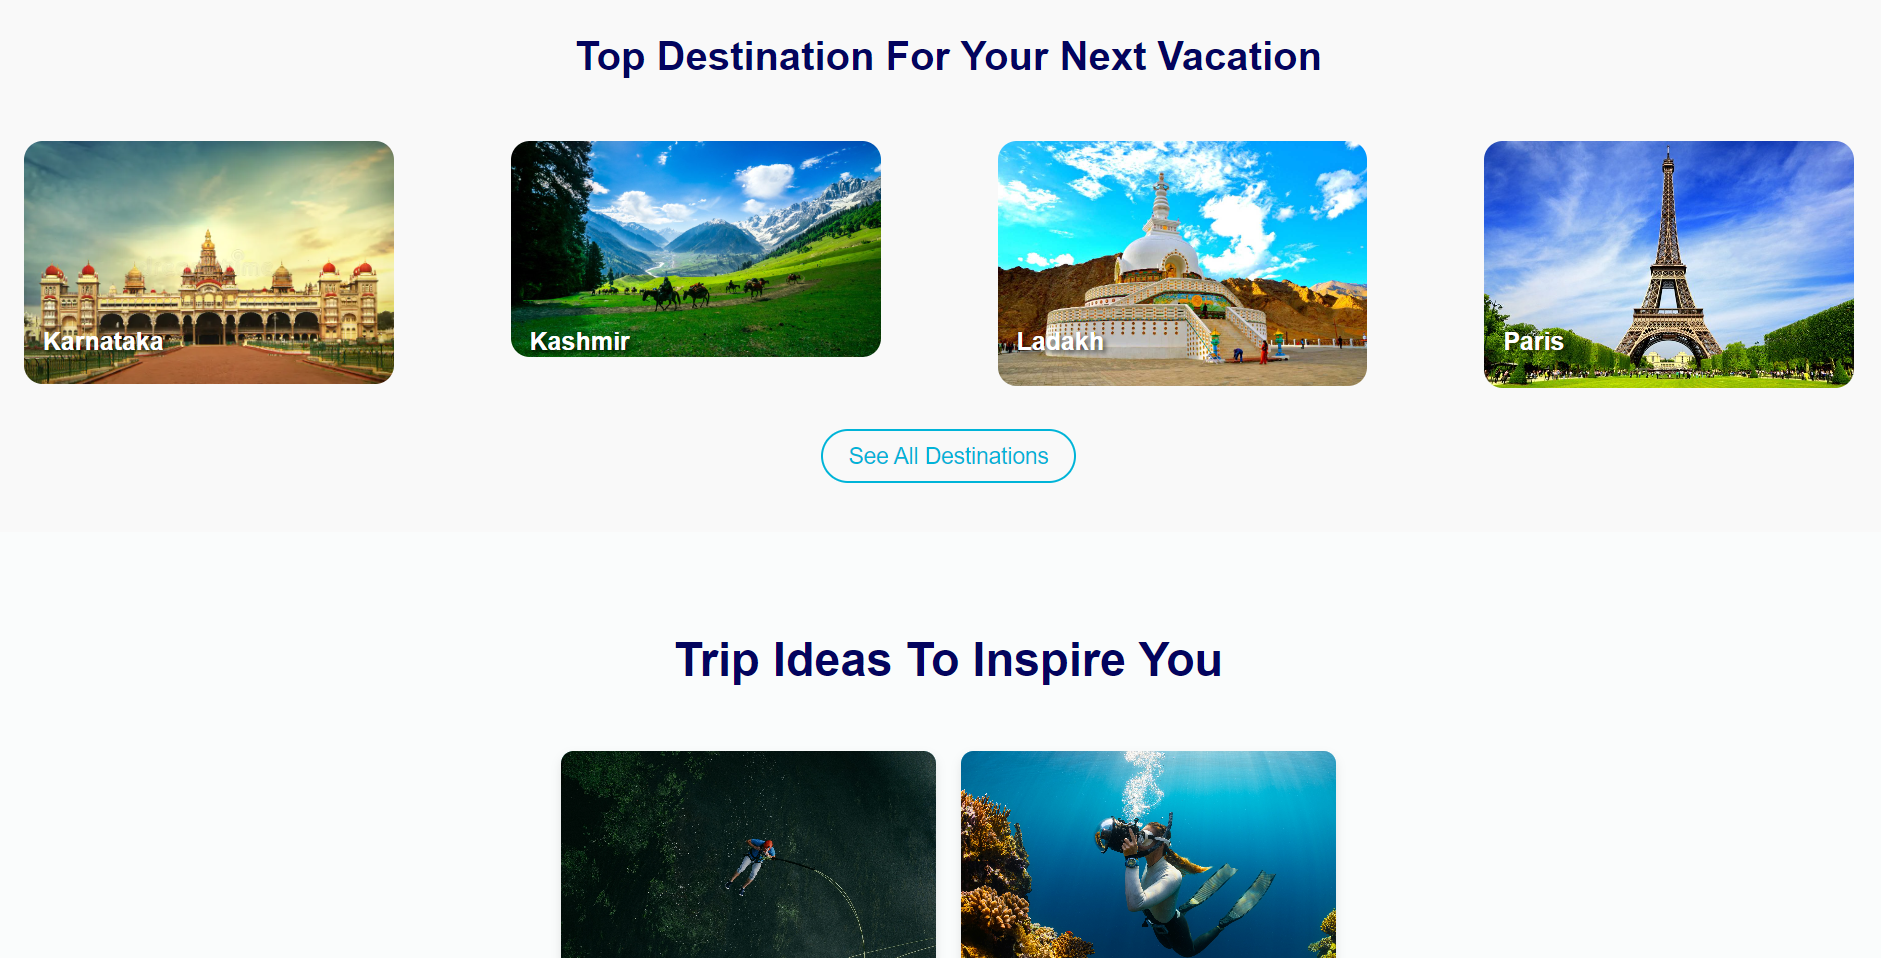 Top Destination For Your Next Vacation
Karnataka
Kashmir
Ladakh
Paris
See All Destinations
Trip Ideas To Inspire You